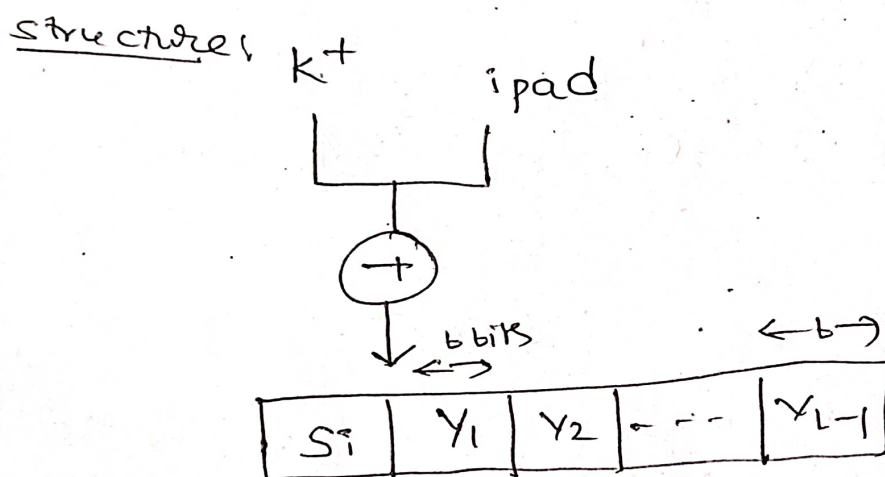 structure:
K+ ipad
+
b bits b
Si Y1 Y2 ---- YL-1